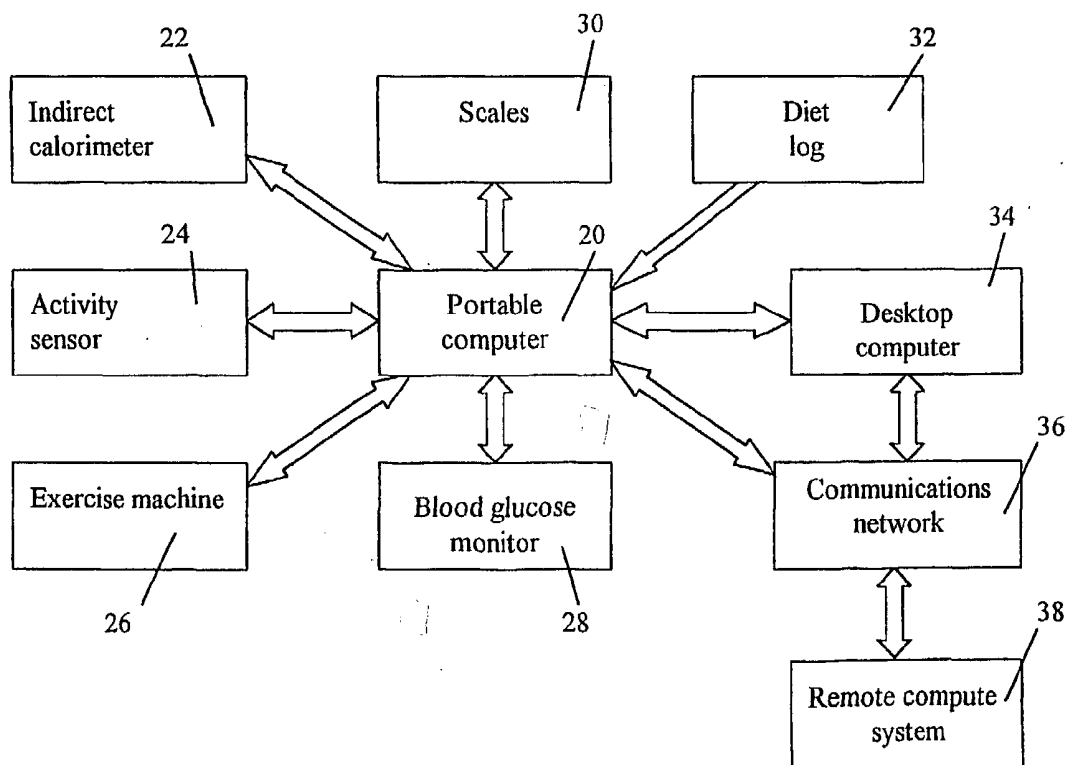 30
22
32
Indirect
calorimeter
Scales
Diet
log
24
20
34
Activity
sensor
Portable
computer
Desktop
computer
36
Exercise machine
Blood glucose
monitor
Communications
network
26
28
38
Remote compute
system